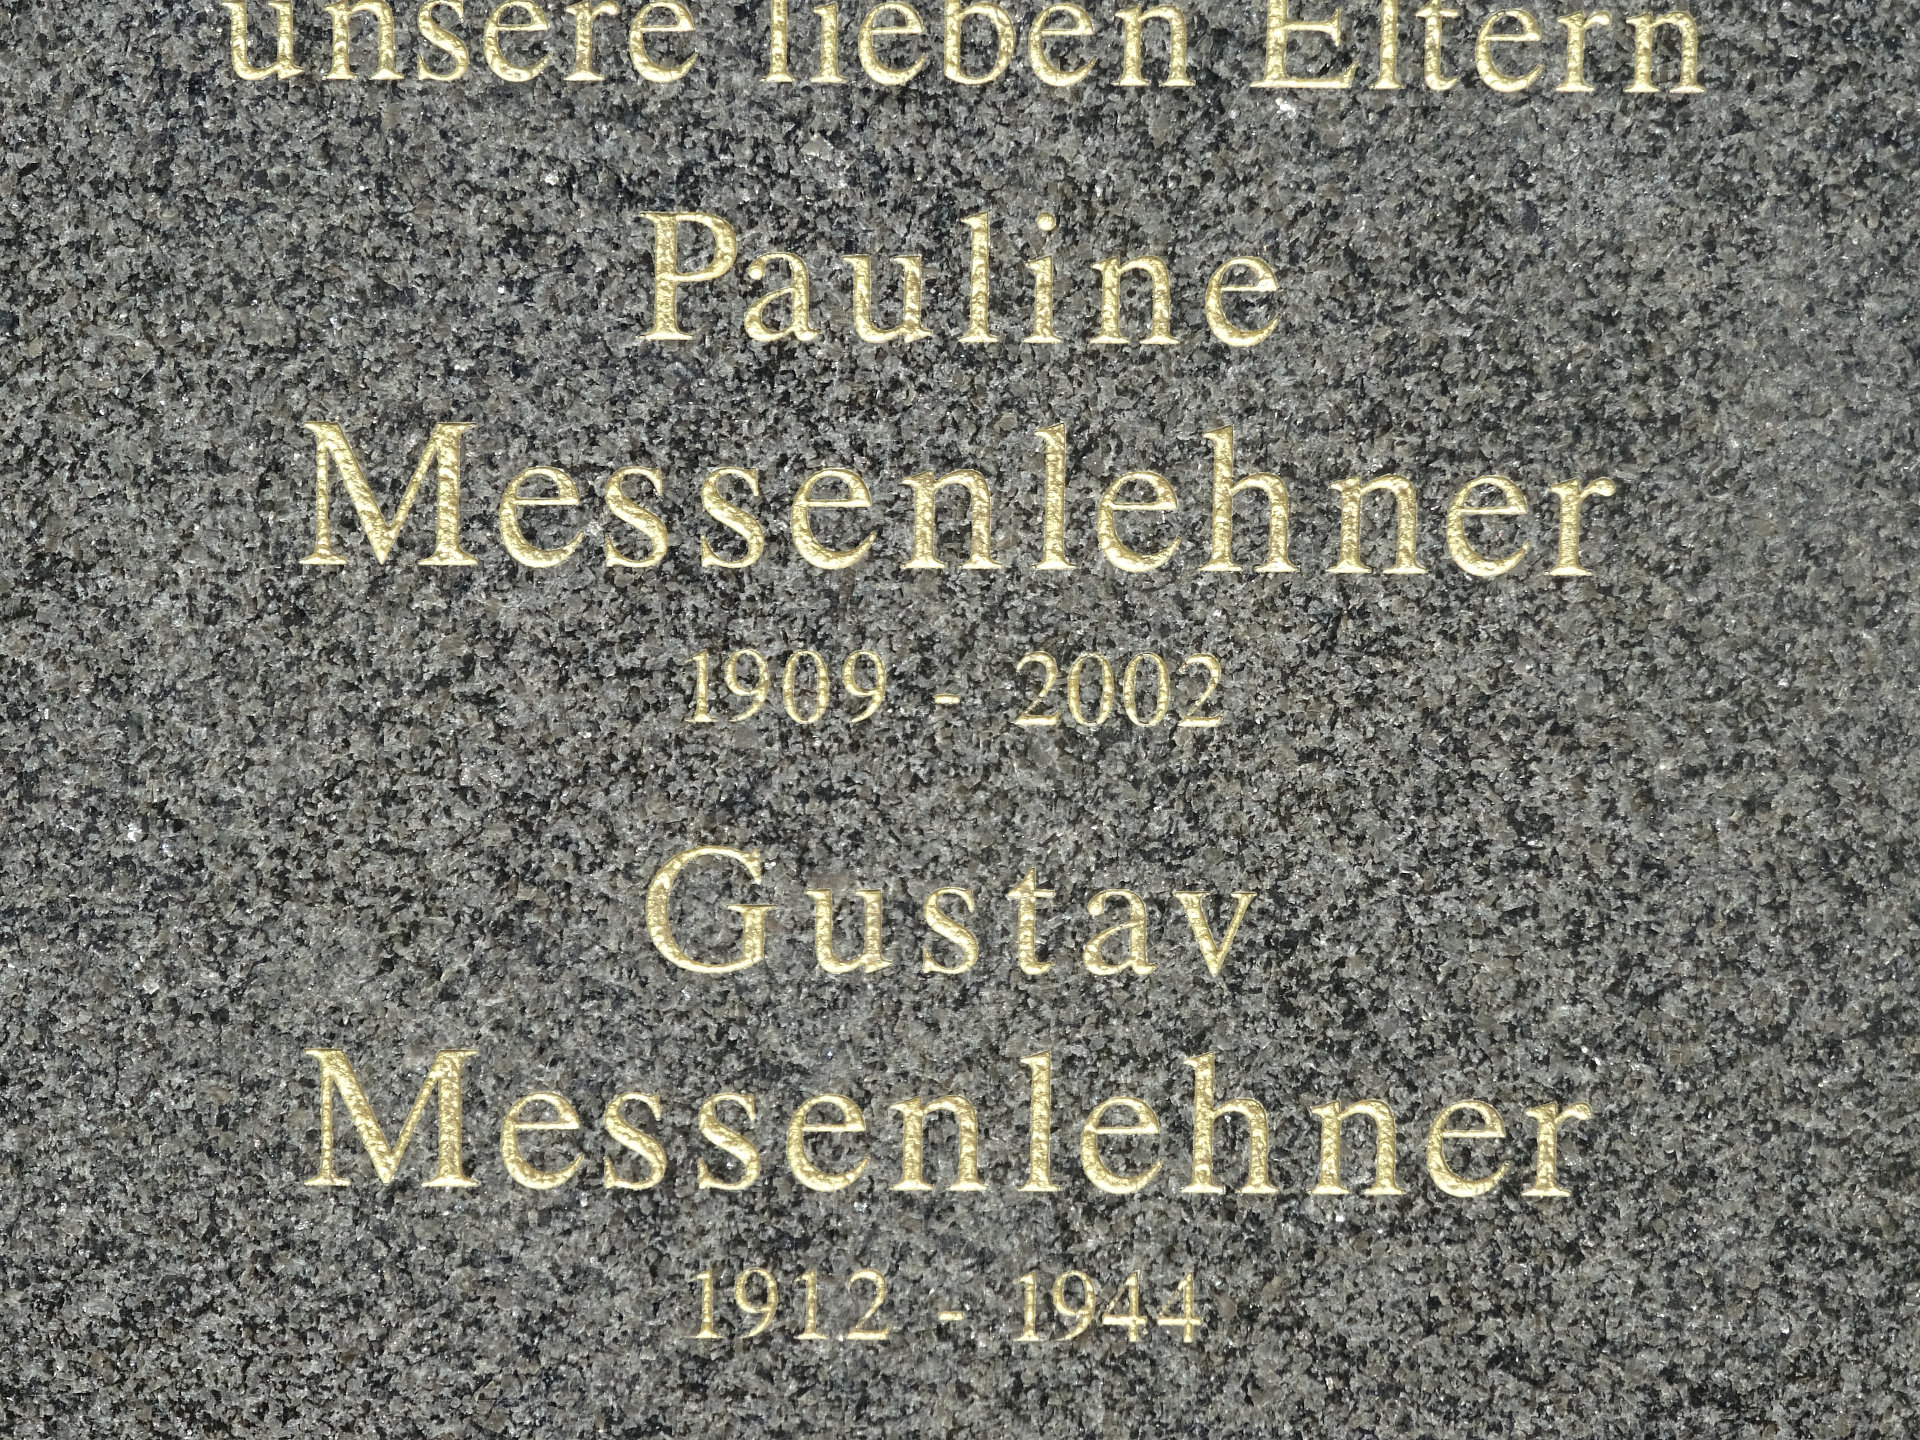 unsere lieben Eltern
Pauline
Messenlehner
1909 - 2002
Gustav
Messenlehner
1912 - 1944